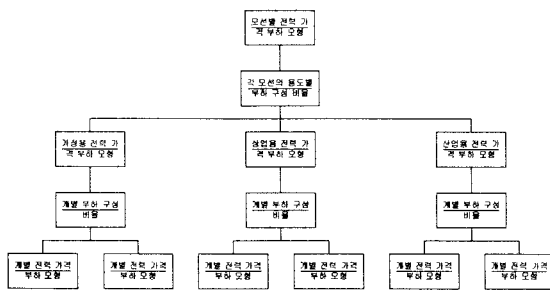 모선별 전력 가
격 부하 모형
각 모선의 용도별
부하 구성 비율
가정용 전력 가
격 부하 모형
상업용 전력 가
격 부하 모형
산업용 전력 가
격 부하 모형
개별 부하 구성
비율
개별 부하 구성
비율
개별 부하 구성
비율
개별 전력 가격
부하 모형
개별 전력 가격
부하 모형
개별 전력 가격
부하 모형
개별 전력 가격
부하 모형
개별 전력 가격
부하 모형
개별 전력 가격
부하 모형